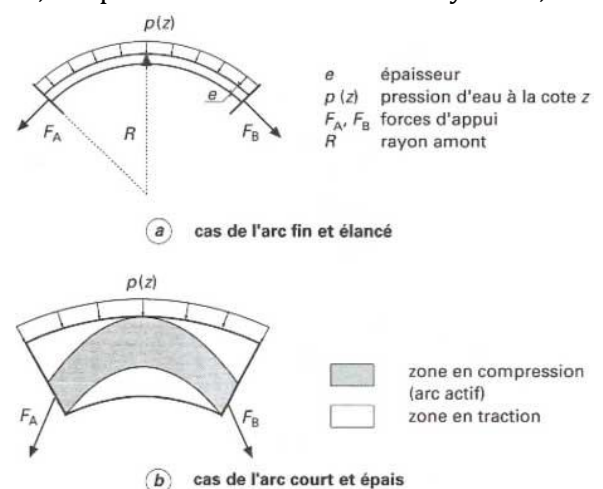 p(z)
e
F_A
R
F_B
e épaisseur
p (z) pression d'eau à la cote z
F_A, F_B forces d'appui
R rayon amont
a cas de l'arc fin et élancé
p(z)
F_A
F_B
zone en compression
(arc actif)
zone en traction
b cas de l'arc court et épais